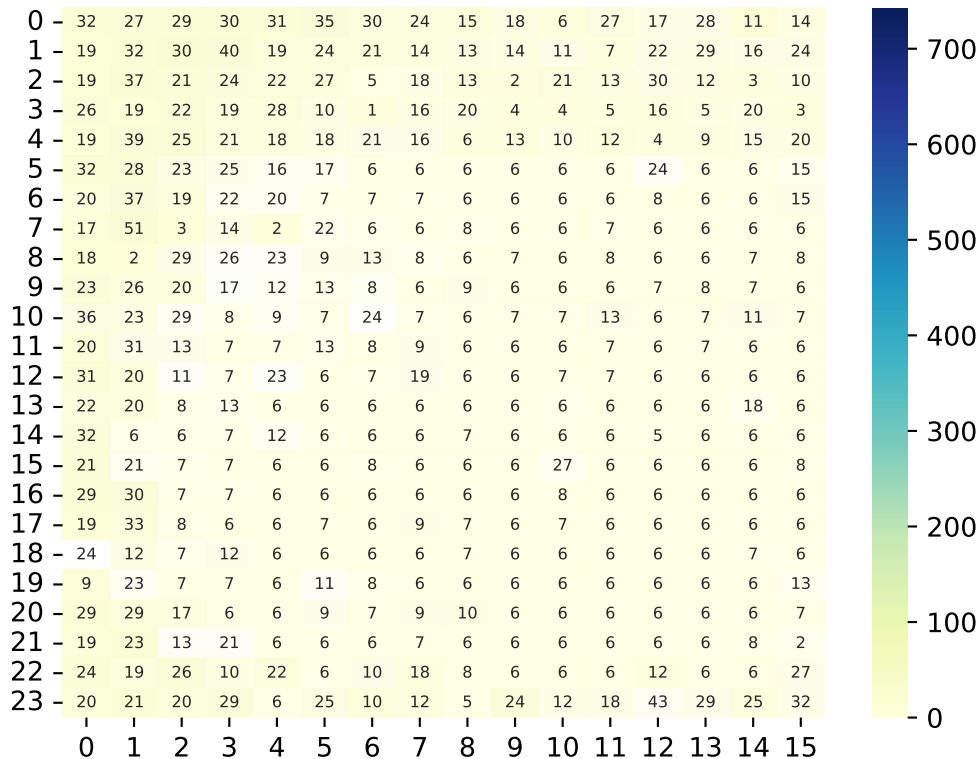 0 32 27 29 30 31 35 30 24 15 18 6 27 17 28 11 14
1 19 32 30 40 19 24 21 14 13 14 11 7 22 29 16 24
2 19 37 21 24 22 27 5 18 13 2 21 13 30 12 3 10
3 26 19 22 19 28 10 1 16 20 4 4 5 16 5 20 3
4 19 39 25 21 18 18 21 16 6 13 10 12 4 9 15 20
5 32 28 23 25 16 17 6 6 6 6 6 6 24 6 6 15
6 20 37 19 22 20 7 7 7 6 6 6 6 8 6 6 15
7 17 51 3 14 2 22 6 6 8 6 6 7 6 6 6 6
8 18 2 29 26 23 9 13 8 6 7 6 8 6 6 7 8
9 23 26 20 17 12 13 8 6 9 6 6 6 7 8 7 6
10 36 23 29 8 9 7 24 7 6 7 7 13 6 7 11 7
11 20 31 13 7 7 13 8 9 6 6 6 7 6 7 6 6
12 31 20 11 7 23 6 7 19 6 6 7 7 6 6 6 6
13 22 20 8 13 6 6 6 6 6 6 6 6 6 6 18 6
14 32 6 6 7 12 6 6 6 7 6 6 6 5 6 6 6
15 21 21 7 7 6 6 8 6 6 6 27 6 6 6 6 8
16 29 30 7 7 6 6 6 6 6 6 8 6 6 6 6 6
17 19 33 8 6 6 7 6 9 7 6 7 6 6 6 6 6
18 24 12 7 12 6 6 6 6 7 6 6 6 6 6 7 6
19 9 23 7 7 6 11 8 6 6 6 6 6 6 6 6 13
20 29 29 17 6 6 9 7 9 10 6 6 6 6 6 6 7
21 19 23 13 21 6 6 6 7 6 6 6 6 6 6 8 2
22 24 19 26 10 22 6 10 18 8 6 6 6 12 6 6 27
23 20 21 20 29 6 25 10 12 5 24 12 18 43 29 25 32
0 1 2 3 4 5 6 7 8 9 10 11 12 13 14 15
700
600
500
400
300
200
100
0